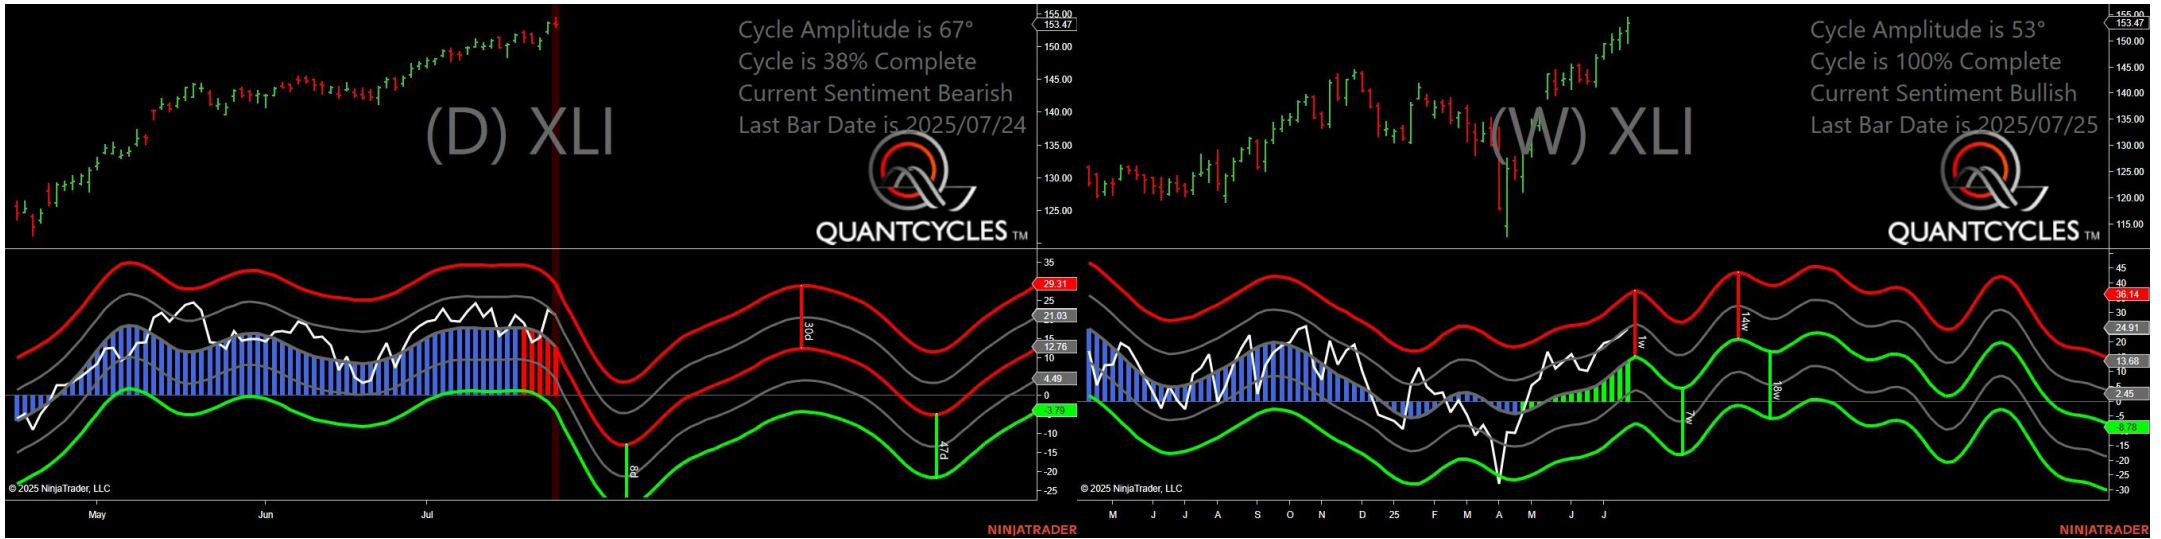 Cycle Amplitude is 67°
Cycle is 38% Complete
Current Sentiment Bearish
Last Bar Date is 2025/07/24
(D) XLI
QUANTCYCLES TM
155.00
153.47
150.00
145.00
140.00
135.00
130.00
125.00
35
29.31
25
21.03
15
12.76
10
4.49
0
-3.79
-10
-15
-20
-25
30d
8d
47d
© 2025 NinjaTrader, LLC
May
Jun
Jul
NINJATRADER
Cycle Amplitude is 53°
Cycle is 100% Complete
Current Sentiment Bullish
Last Bar Date is 2025/07/25
(W) XLI
QUANTCYCLES TM
155.00
153.47
150.00
145.00
140.00
135.00
130.00
125.00
120.00
115.00
45
40
36.14
30
24.91
20
13.68
10
5
2.45
0
-5
-8.78
-15
-20
-25
-30
1w
14w
7w
18w
© 2025 NinjaTrader, LLC
M J J A S O N D 25 F M A M J J
NINJATRADER